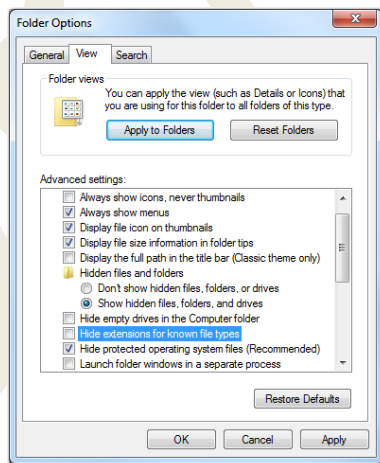 Folder Options
General View Search
Folder views
You can apply the view (such as Details or Icons) that
you are using for this folder to all folders of this type.
Apply to Folders Reset Folders
Advanced settings:
Always show icons, never thumbnails
Always show menus
Display file icon on thumbnails
Display file size information in folder tips
Display the full path in the title bar (Classic theme only)
Hidden files and folders
Don't show hidden files, folders, or drives
Show hidden files, folders, and drives
Hide empty drives in the Computer folder
Hide extensions for known file types
Hide protected operating system files (Recommended)
Launch folder windows in a separate process
Restore Defaults
OK Cancel Apply